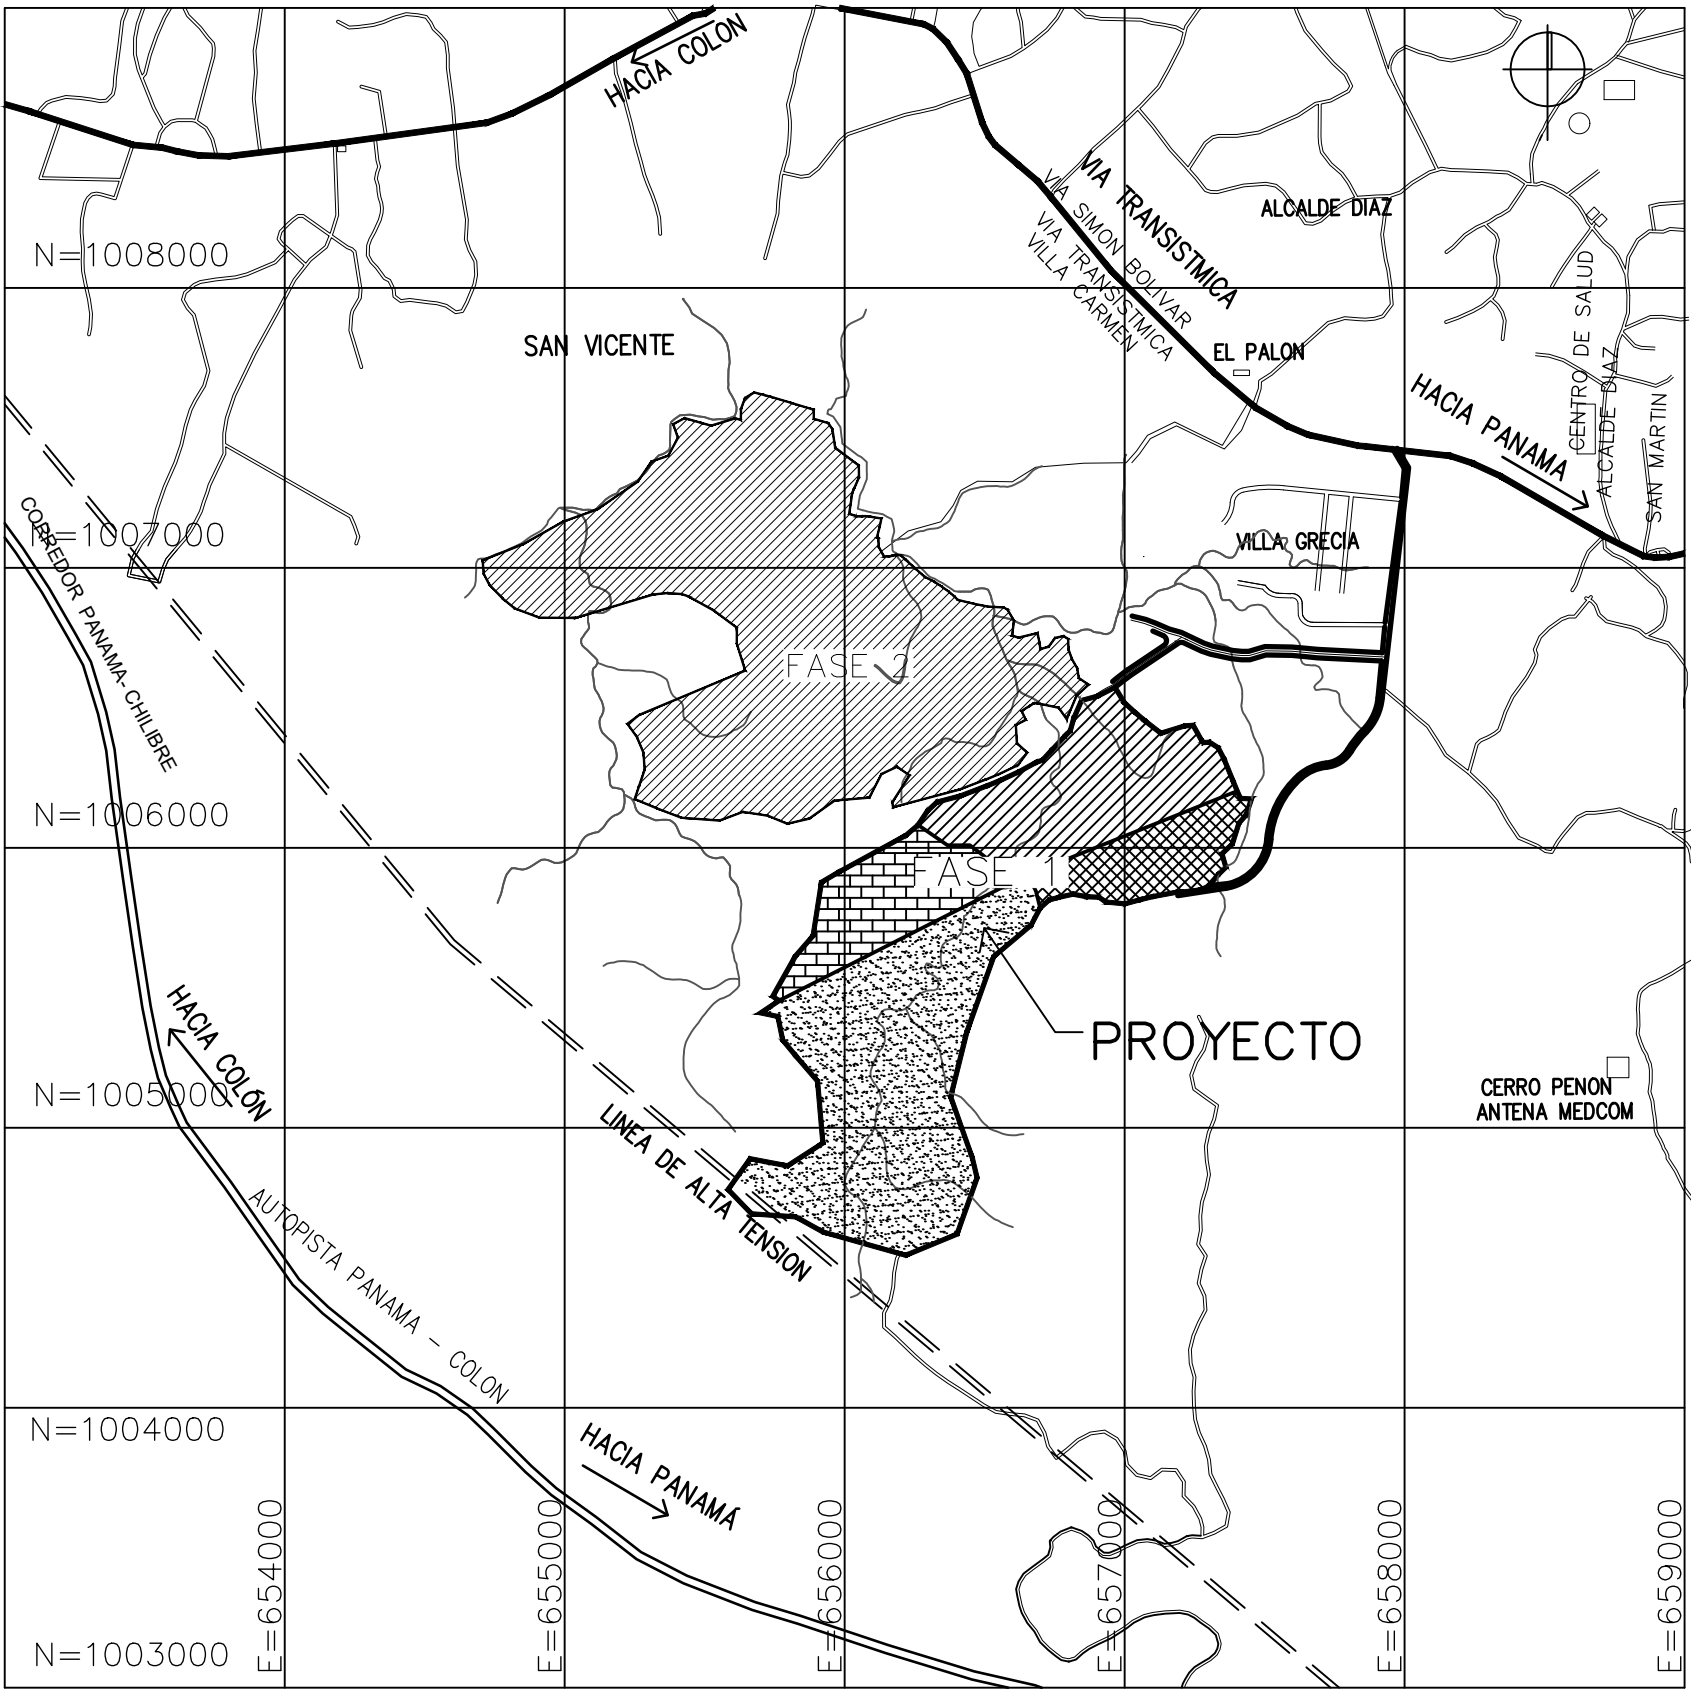 HACIA COLON
VIA TRANSISTMICA
VIA SIMON BOLIVAR
VIA TRANSISTMICA
VILLA CARMEN
ALCALDE DIAZ
N=1008000
SAN VICENTE
EL PALON
HACIA PANAMA
CENTRO DE SALUD
ALCALDE DIAZ
SAN MARTIN
N=1007000
VILLA GRECIA
CORREDOR PANAMA-CHILIBRE
FASE 2
N=1006000
FASE 1
PROYECTO
HACIA COLÓN
N=1005000
CERRO PENON
ANTENA MEDCOM
LINEA DE ALTA TENSION
AUTOPISTA PANAMA - COLON
N=1004000
HACIA PANAMÁ
N=1003000
E=654000
E=655000
E=656000
E=657000
E=658000
E=659000